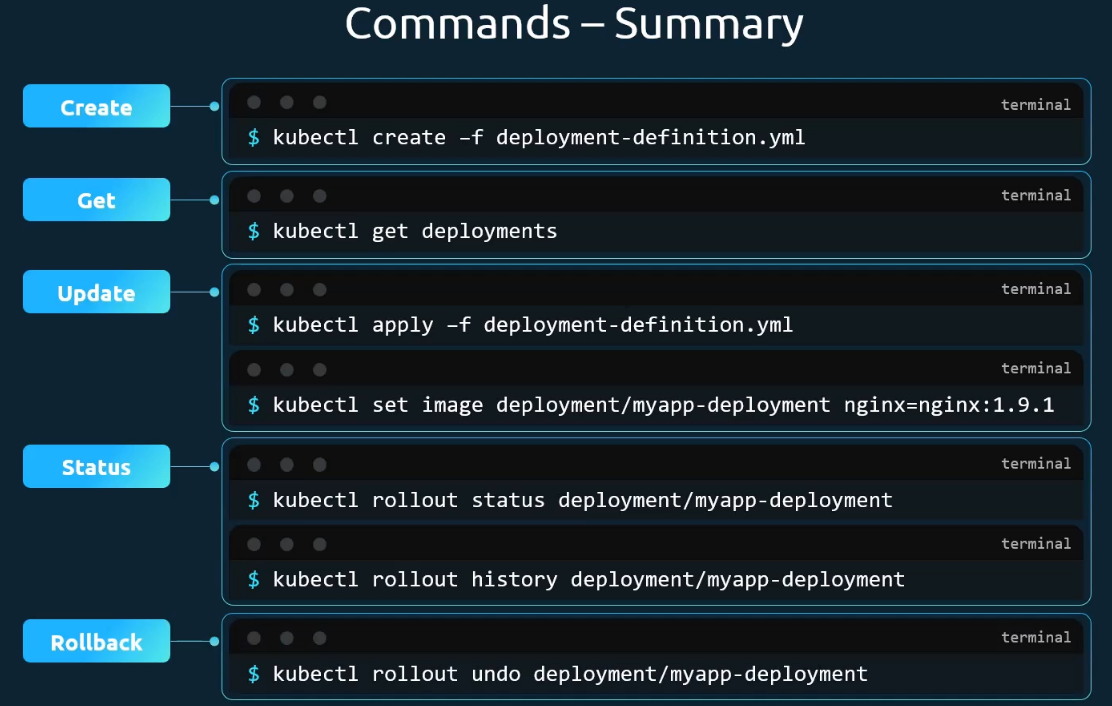 Commands – Summary
Create
terminal
$ kubectl create –f deployment-definition.yml
Get
terminal
$ kubectl get deployments
Update
terminal
$ kubectl apply –f deployment-definition.yml
terminal
$ kubectl set image deployment/myapp-deployment nginx=nginx:1.9.1
Status
terminal
$ kubectl rollout status deployment/myapp-deployment
terminal
$ kubectl rollout history deployment/myapp-deployment
Rollback
terminal
$ kubectl rollout undo deployment/myapp-deployment